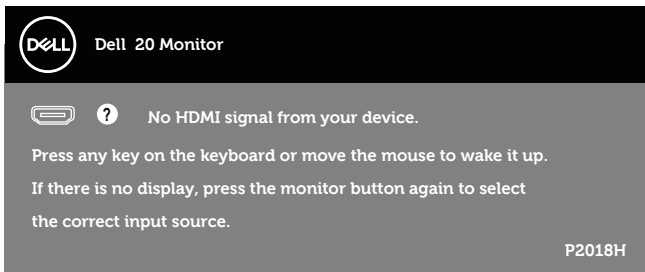 DELL
Dell 20 Monitor
? No HDMI signal from your device.
Press any key on the keyboard or move the mouse to wake it up.
If there is no display, press the monitor button again to select
the correct input source.
P2018H